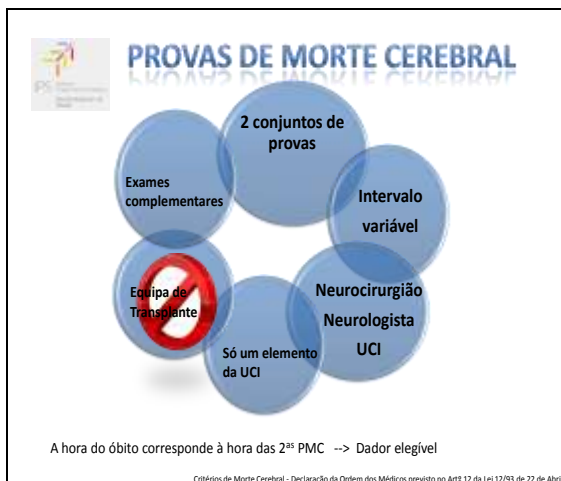 PROVAS DE MORTE CEREBRAL
2 conjuntos de
provas
Intervalo
variável
Neurocirurgião
Neurologista
UCI
Só um elemento
da UCI
Equipa de
Transplante
Exames
complementares
A hora do óbito corresponde à hora das 2ªs PMC --> Dador elegível
Critérios de Morte Cerebral - Declaração da Ordem dos Médicos previsto no Artº 12 da Lei 12/93 de 22 de Abril